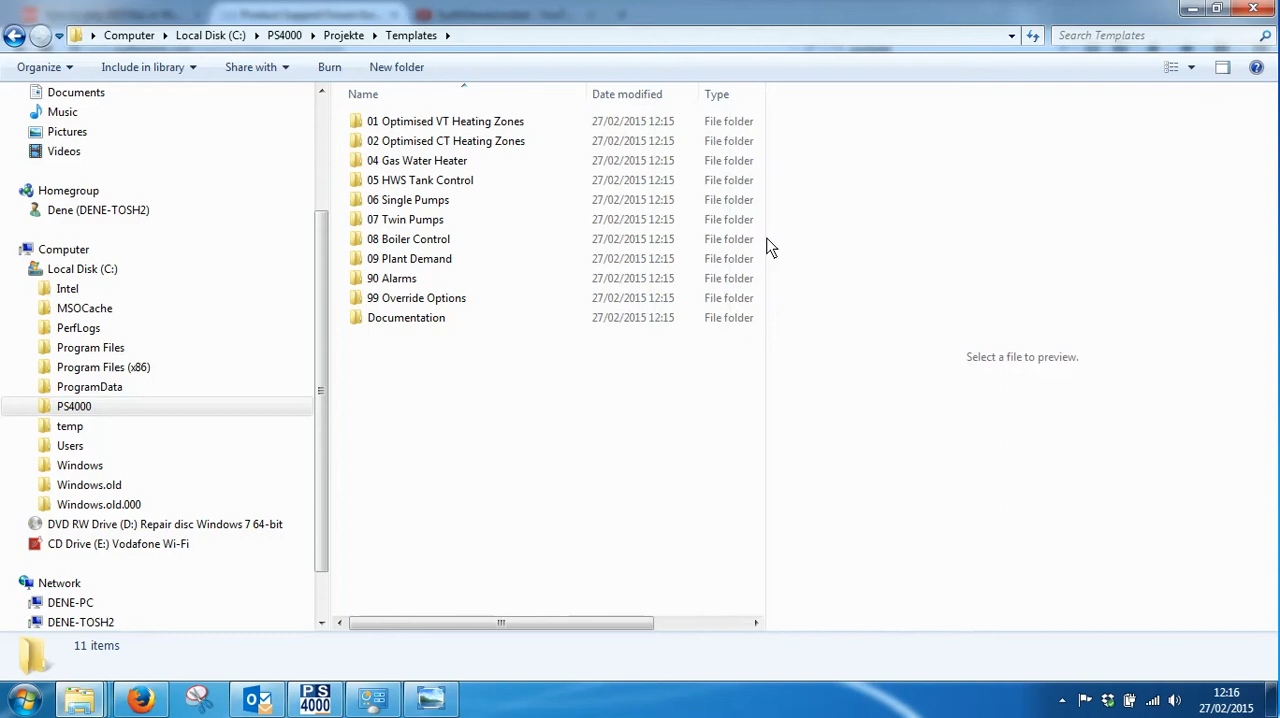 Computer ▸ Local Disk (C:) ▸ PS4000 ▸ Projekte ▸ Templates ▸
Search Templates
Organize Include in library Share with Burn New folder
Name Date modified Type
Documents
Music
Pictures
Videos
Homegroup
Dene (DENE-TOSH2)
Computer
Local Disk (C:)
Intel
MSOCache
PerfLogs
Program Files
Program Files (x86)
ProgramData
PS4000
temp
Users
Windows
Windows.old
Windows.old.000
DVD RW Drive (D:) Repair disc Windows 7 64-bit
CD Drive (E:) Vodafone Wi-Fi
Network
DENE-PC
DENE-TOSH2
01 Optimised VT Heating Zones 27/02/2015 12:15 File folder
02 Optimised CT Heating Zones 27/02/2015 12:15 File folder
04 Gas Water Heater 27/02/2015 12:15 File folder
05 HWS Tank Control 27/02/2015 12:15 File folder
06 Single Pumps 27/02/2015 12:15 File folder
07 Twin Pumps 27/02/2015 12:15 File folder
08 Boiler Control 27/02/2015 12:15 File folder
09 Plant Demand 27/02/2015 12:15 File folder
90 Alarms 27/02/2015 12:15 File folder
99 Override Options 27/02/2015 12:15 File folder
Documentation 27/02/2015 12:15 File folder
Select a file to preview.
11 items
PS
4000
12:16
27/02/2015